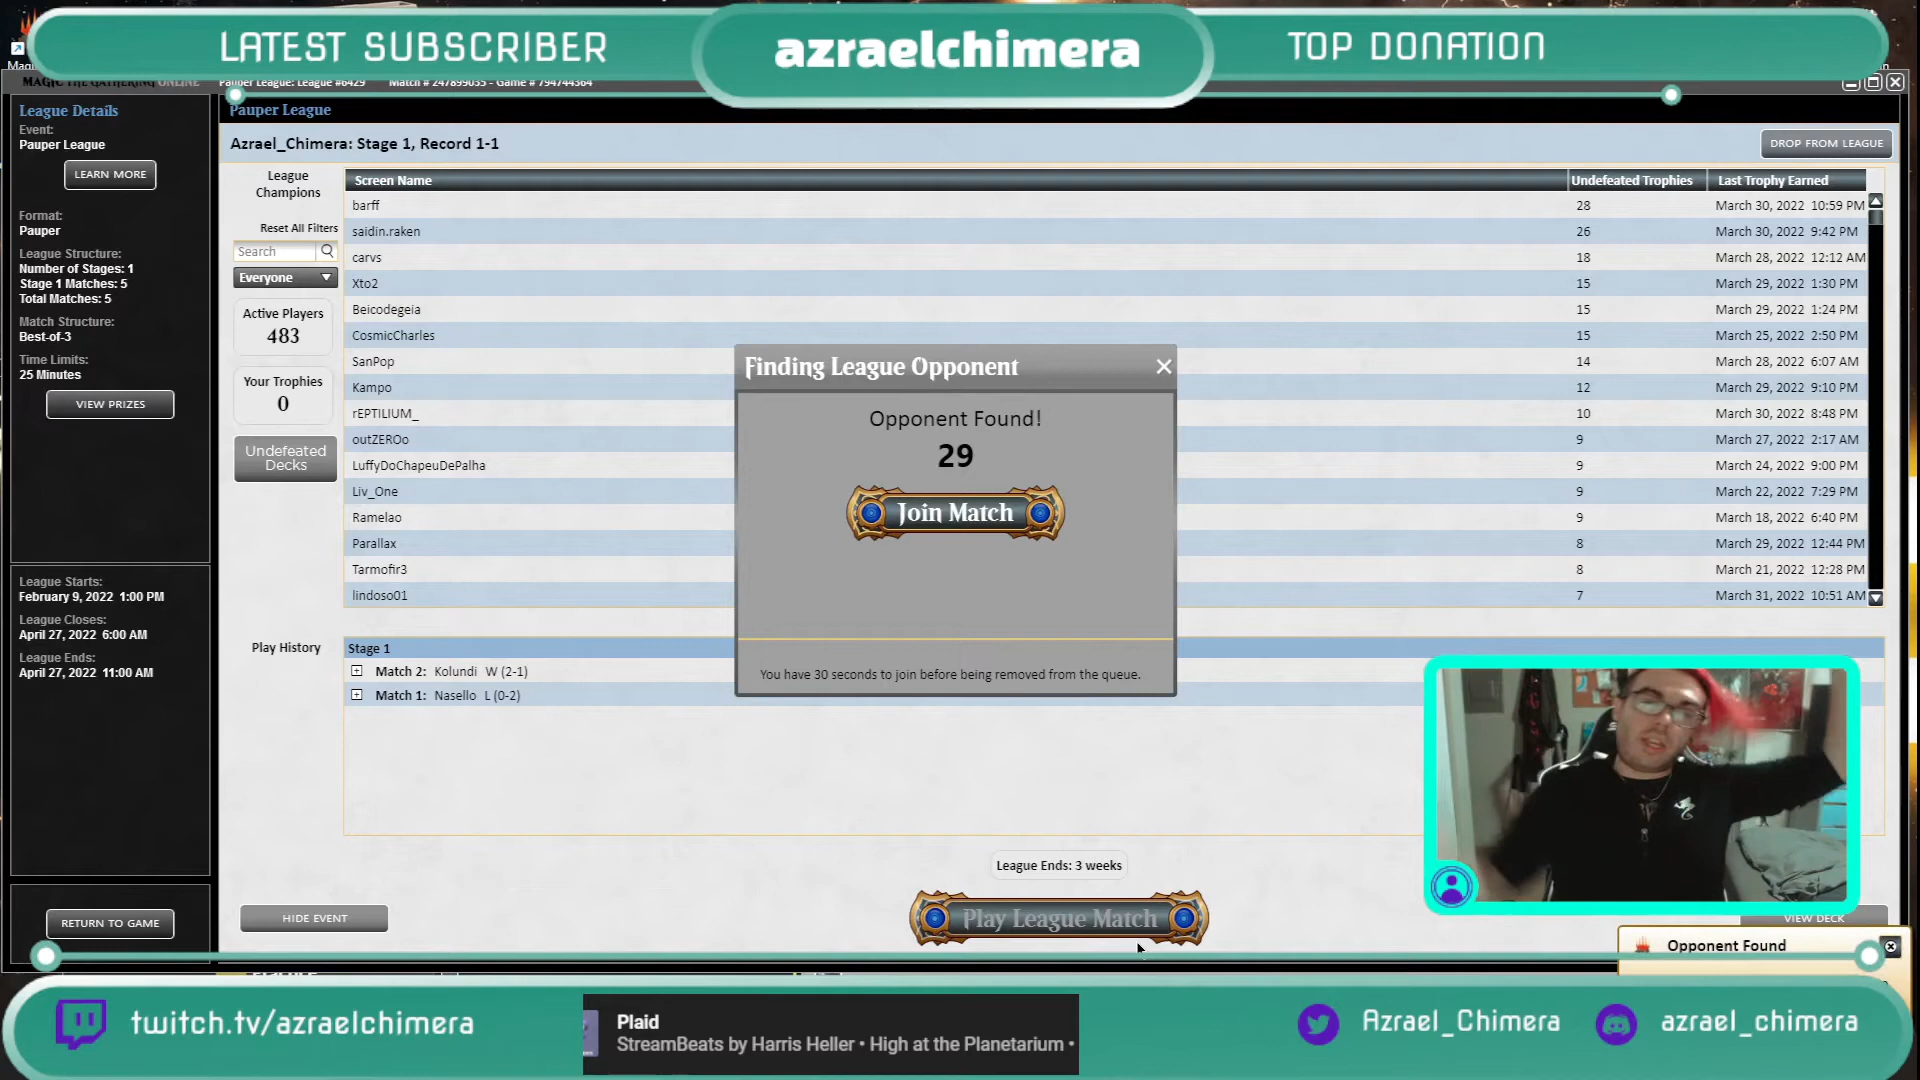 LATEST SUBSCRIBER
azraelchimera
TOP DONATION
MAGIC THE GATHERING ONLINE
Pauper League: League #6429
Match # 247899035 - Game # 794744364
League Details
Event:
Pauper League
LEARN MORE
Format:
Pauper
League Structure:
Number of Stages: 1
Stage 1 Matches: 5
Total Matches: 5
Match Structure:
Best-of-3
Time Limits:
25 Minutes
VIEW PRIZES
League Starts:
February 9, 2022 1:00 PM
League Closes:
April 27, 2022 6:00 AM
League Ends:
April 27, 2022 11:00 AM
RETURN TO GAME
Pauper League
Azrael_Chimera: Stage 1, Record 1-1
DROP FROM LEAGUE
League
Champions
Reset All Filters
Search
Everyone
Active Players
483
Your Trophies
0
Undefeated
Decks
Screen Name Undefeated Trophies Last Trophy Earned
barff 28 March 30, 2022 10:59 PM
saidin.raken 26 March 30, 2022 9:42 PM
carvs 18 March 28, 2022 12:12 AM
Xto2 15 March 29, 2022 1:30 PM
Beicodegeia 15 March 29, 2022 1:24 PM
CosmicCharles 15 March 25, 2022 2:50 PM
SanPop 14 March 28, 2022 6:07 AM
Kampo 12 March 29, 2022 9:10 PM
rEPTILIUM_ 10 March 30, 2022 8:48 PM
outZEROo 9 March 27, 2022 2:17 AM
LuffyDoChapeuDePalha 9 March 24, 2022 9:00 PM
Liv_One 9 March 22, 2022 7:29 PM
Ramelao 9 March 18, 2022 6:40 PM
Parallax 8 March 29, 2022 12:44 PM
Tarmofir3 8 March 21, 2022 12:28 PM
lindoso01 7 March 31, 2022 10:51 AM
Finding League Opponent
Opponent Found!
29
Join Match
You have 30 seconds to join before being removed from the queue.
Play History
Stage 1
Match 2: Kolundi W (2-1)
Match 1: Nasello L (0-2)
League Ends: 3 weeks
HIDE EVENT
Play League Match
VIEW DECK
Opponent Found
twitch.tv/azraelchimera
Plaid
StreamBeats by Harris Heller • High at the Planetarium •
Azrael_Chimera
azrael_chimera